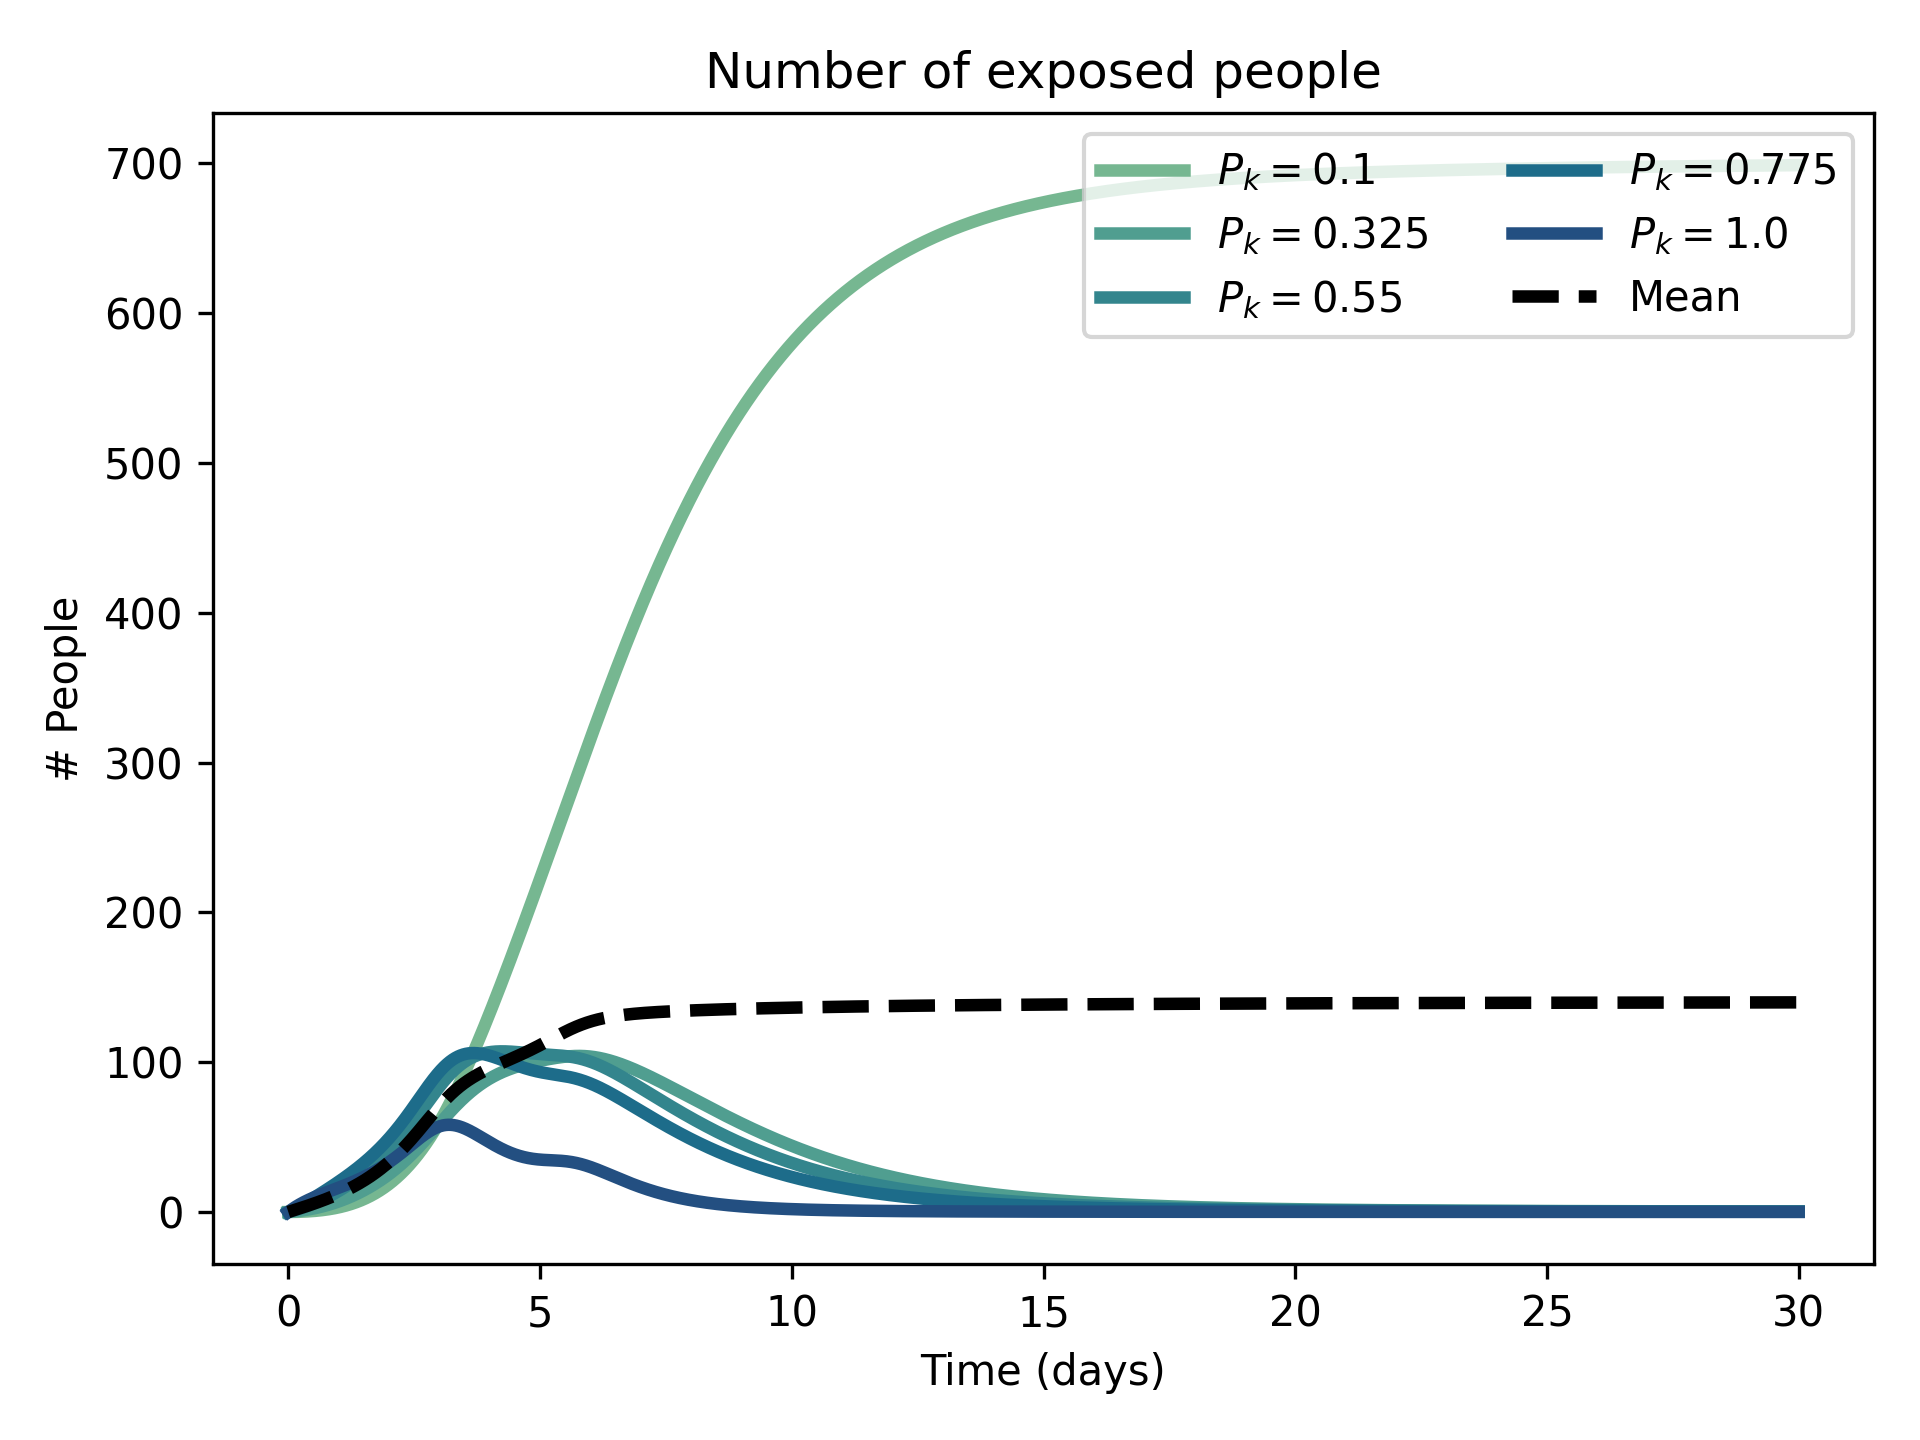 Number of exposed people
# People
700
600
500
400
300
200
100
0
P_k = 0.1
P_k = 0.325
P_k = 0.55
P_k = 0.775
P_k = 1.0
Mean
0 5 10 15 20 25 30
Time (days)